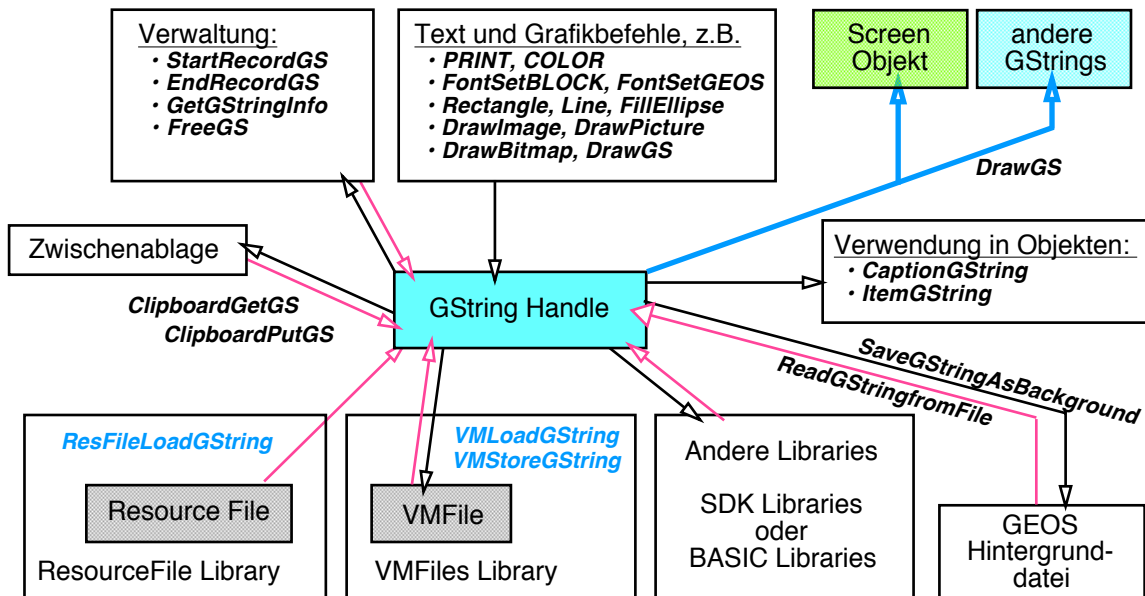 Verwaltung:
· StartRecordGS
· EndRecordGS
· GetGStringInfo
· FreeGS
Text und Grafikbefehle, z.B.
· PRINT, COLOR
· FontSetBLOCK, FontSetGEOS
· Rectangle, Line, FillEllipse
· DrawImage, DrawPicture
· DrawBitmap, DrawGS
Screen
Objekt
andere
GStrings
DrawGS
Zwischenablage
ClipboardGetGS
ClipboardPutGS
GString Handle
Verwendung in Objekten:
· CaptionGString
· ItemGString
SaveGStringAsBackground
ReadGStringfromFile
ResFileLoadGString
Resource File
ResourceFile Library
VMLoadGString
VMStoreGString
VMFile
VMFiles Library
Andere Libraries
SDK Libraries
oder
BASIC Libraries
GEOS
Hintergrund-
datei